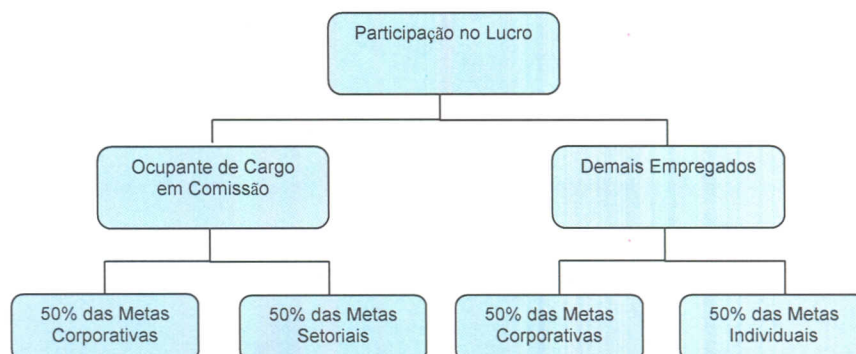 Participação no Lucro
Ocupante de Cargo
em Comissão
Demais Empregados
50% das Metas
Corporativas
50% das Metas
Setoriais
50% das Metas
Corporativas
50% das Metas
Individuais